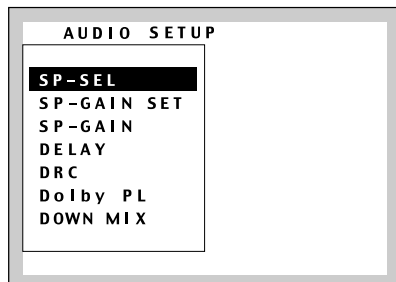 AUDIO SETUP
SP-SEL
SP-GAIN SET
SP-GAIN
DELAY
DRC
Dolby PL
DOWN MIX